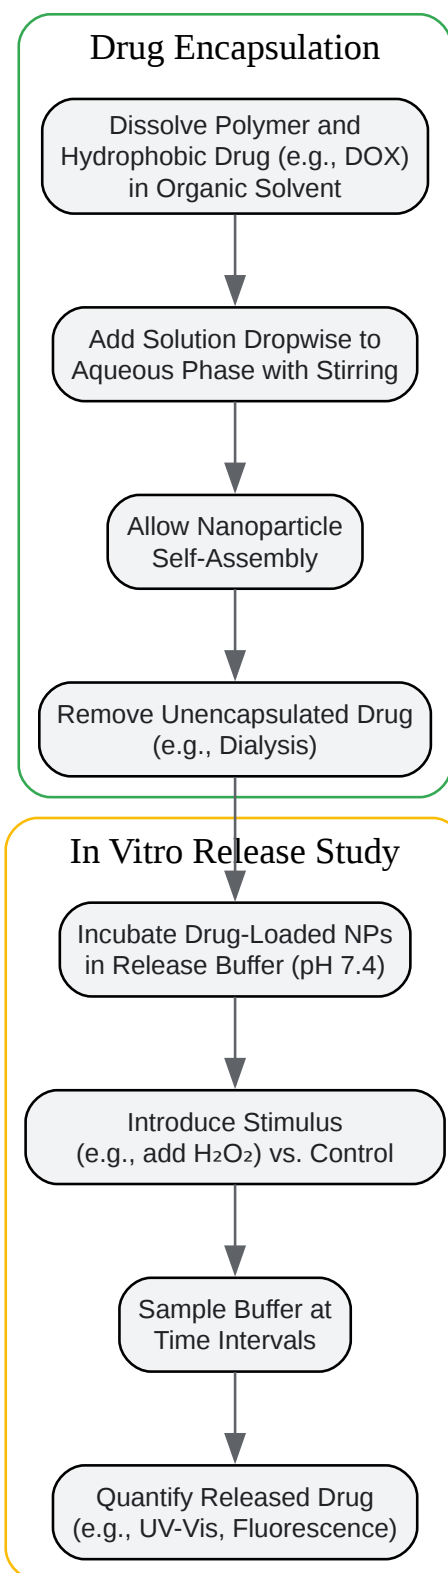 Drug Encapsulation
Dissolve Polymer and
Hydrophobic Drug (e.g., DOX)
in Organic Solvent
Add Solution Dropwise to
Aqueous Phase with Stirring
Allow Nanoparticle
Self-Assembly
Remove Unencapsulated Drug
(e.g., Dialysis)
In Vitro Release Study
Incubate Drug-Loaded NPs
in Release Buffer (pH 7.4)
Introduce Stimulus
(e.g., add H₂O₂) vs. Control
Sample Buffer at
Time Intervals
Quantify Released Drug
(e.g., UV-Vis, Fluorescence)